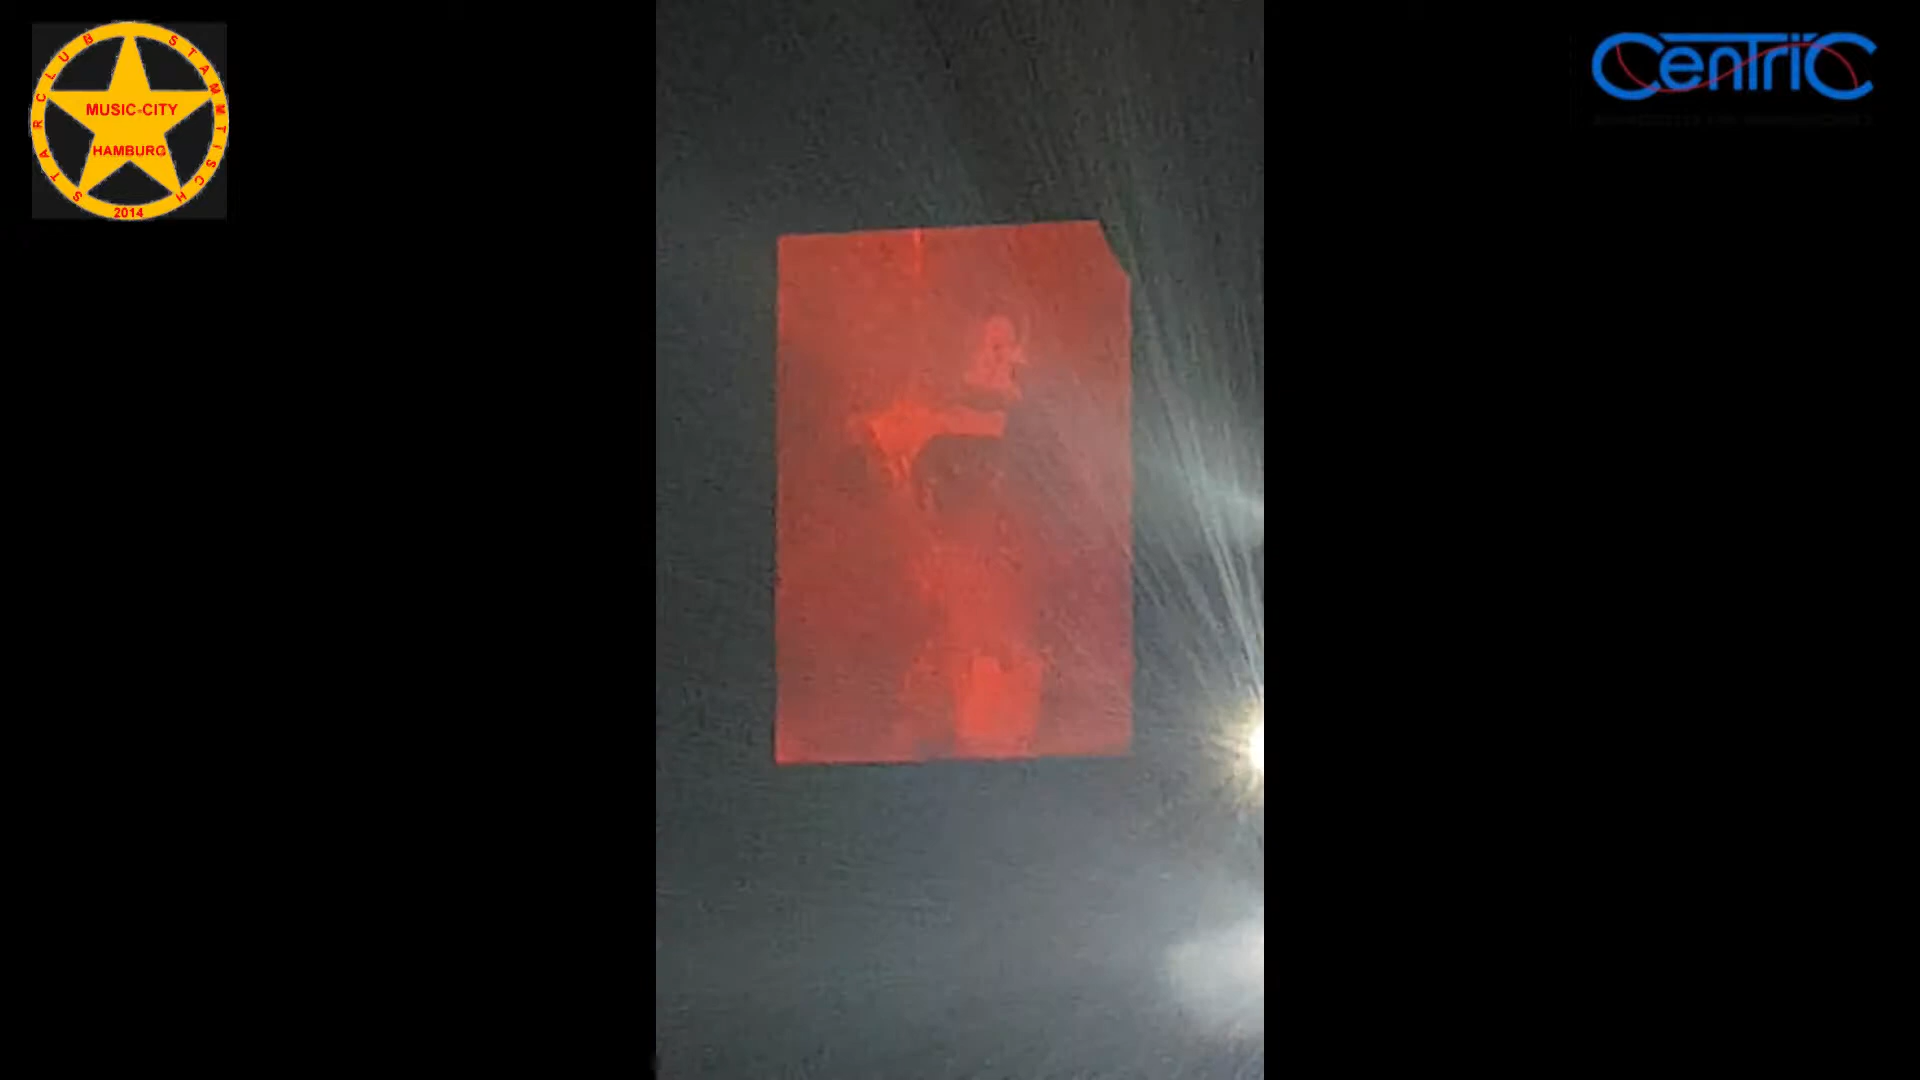 STARCLUB STAMMTISCH
MUSIC-CITY
HAMBURG
2014
CenTriC